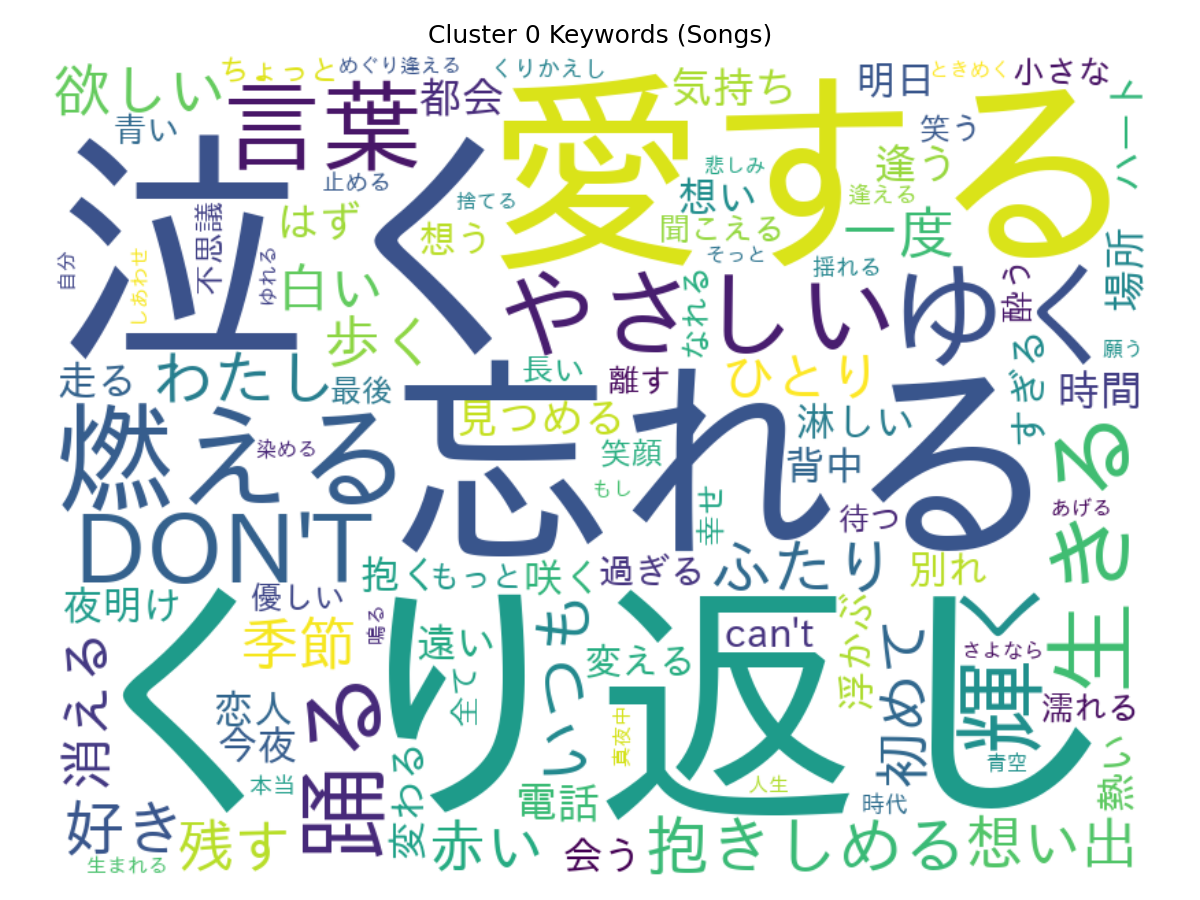 Cluster 0 Keywords (Songs)
欲しい
ちょっと
めぐり逢える
くりかえし
気持ち
明日
ときめく
小さな
ハート
青い
言葉
都会
愛する
笑う
悲しみ
逢う
止める
捨てる
想い
逢える
泣く
不思議
はず
想う
聞こえる
一度
場所
自分
しあわせ
ゆれる
白い
そっと
揺れる
酔う
やさしい
ゆく
なれる
歩く
願う
走る
わたし
最後
長い
離す
ひとり
すぎる
時間
見つめる
淋しい
燃える
染める
忘れる
笑顔
背中
もし
幸せ
待つ
あげる
生きる
DON'T
抱く
もっと
咲く
過ぎる
ふたり
別れ
夜明け
優しい
季節
鳴る
くり返し
遠い
いつも
can't
浮かぶ
さよなら
輝く
消える
恋人
全て
変える
初めて
濡れる
今夜
踊る
真夜中
青空
熱い
本当
変わる
電話
人生
時代
好き
残す
赤い
会う
抱きしめる
想い出
生まれる